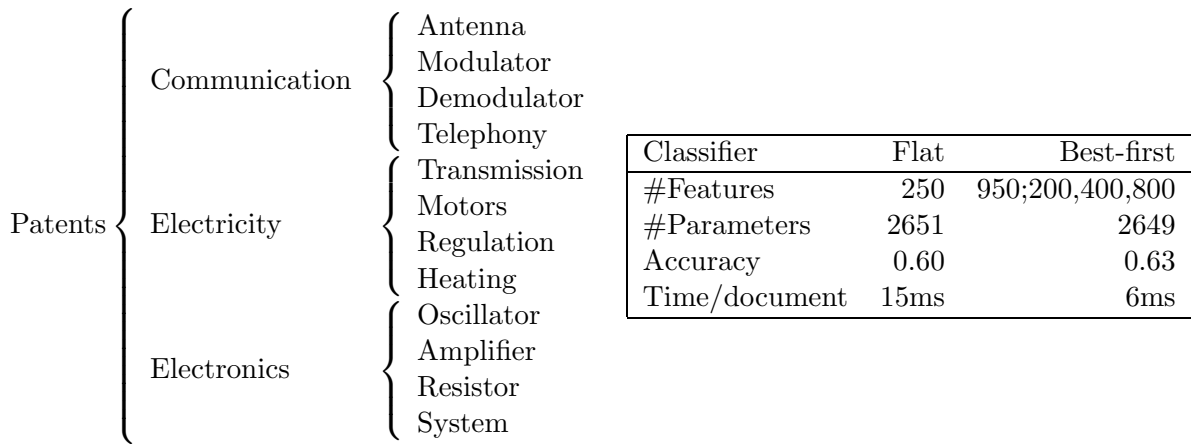 Patents
Communication
Antenna
Modulator
Demodulator
Telephony
Electricity
Transmission
Motors
Regulation
Heating
Electronics
Oscillator
Amplifier
Resistor
System
Classifier Flat Best-first
#Features 250 950;200,400,800
#Parameters 2651 2649
Accuracy 0.60 0.63
Time/document 15ms 6ms